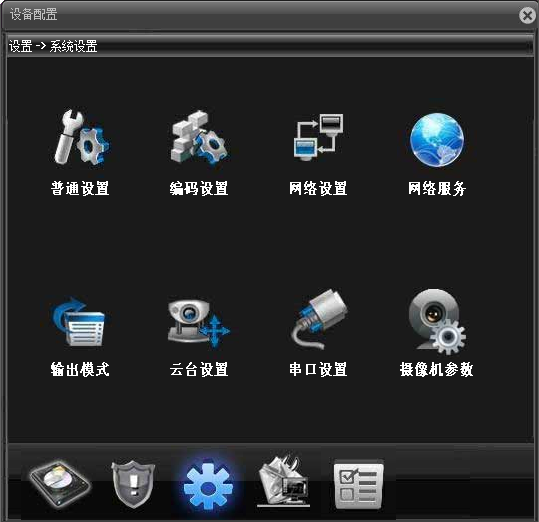 设备配置
设置 -> 系统设置
普通设置 编码设置 网络设置 网络服务
输出模式 云台设置 串口设置 摄像机参数